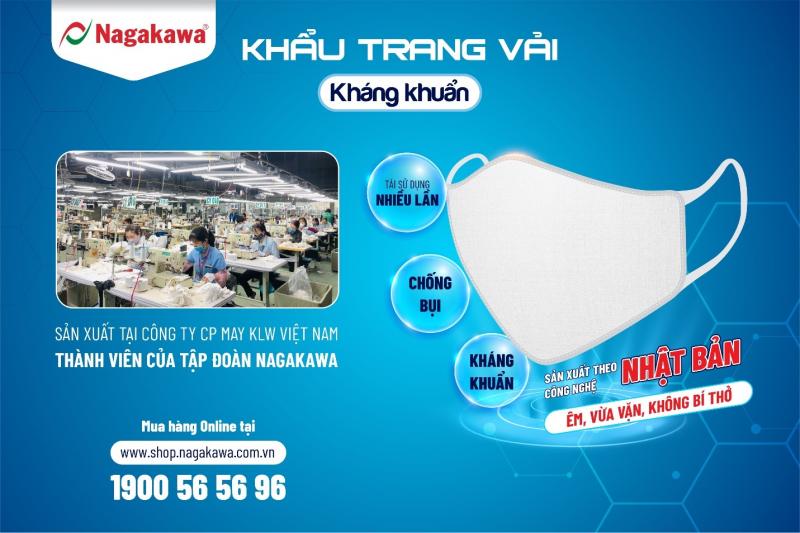 Nagakawa®
KHẨU TRANG VẢI
Kháng khuẩn
TÁI SỬ DỤNG
NHIỀU LẦN
CHỐNG
BỤI
KHÁNG
KHUẨN
SẢN XUẤT THEO
CÔNG NGHỆ
NHẬT BẢN
ÊM, VỪA VẶN, KHÔNG BÍ THỞ
SẢN XUẤT TẠI CÔNG TY CP MAY KLW VIỆT NAM
THÀNH VIÊN CỦA TẬP ĐOÀN NAGAKAWA
Mua hàng Online tại
www.shop.nagakawa.com.vn
1900 56 56 96